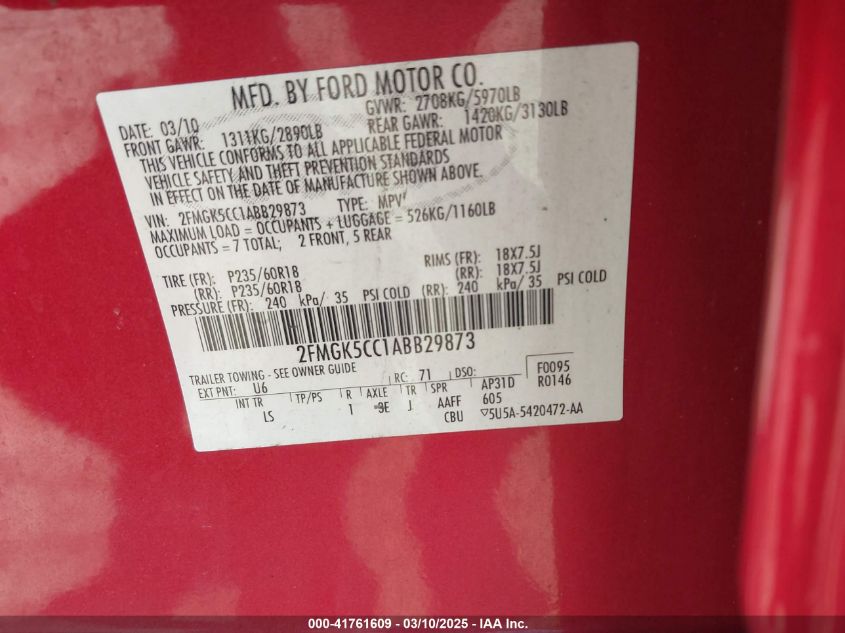 MFD. BY FORD MOTOR CO.
DATE: 03/10 GVWR: 2708KG/5970LB
FRONT GAWR: 1311KG/2890LB REAR GAWR: 1420KG/3130LB
THIS VEHICLE CONFORMS TO ALL APPLICABLE FEDERAL MOTOR
VEHICLE SAFETY AND THEFT PREVENTION STANDARDS
IN EFFECT ON THE DATE OF MANUFACTURE SHOWN ABOVE.
VIN: 2FMGK5CC1ABB29873 TYPE: MPV
MAXIMUM LOAD = OCCUPANTS + LUGGAGE = 526KG/1160LB
OCCUPANTS = 7 TOTAL; 2 FRONT, 5 REAR
TIRE (FR): P235/60R18 RIMS (FR): 18X7.5J
(RR): P235/60R18 (RR): 18X7.5J
PRESSURE (FR): 240 kPa/ 35 PSI COLD (RR): 240 kPa/ 35 PSI COLD
2FMGK5CC1ABB29873
TRAILER TOWING - SEE OWNER GUIDE
EXT PNT: U6 RC: 71 DSO: F0095
R0146
INT TR TP/PS R AXLE TR SPR AP31D
LS 1 9E J AAFF 605
CBU ▽5U5A-5420472-AA
000-41761609 — 03/10/2025 — IAA Inc.